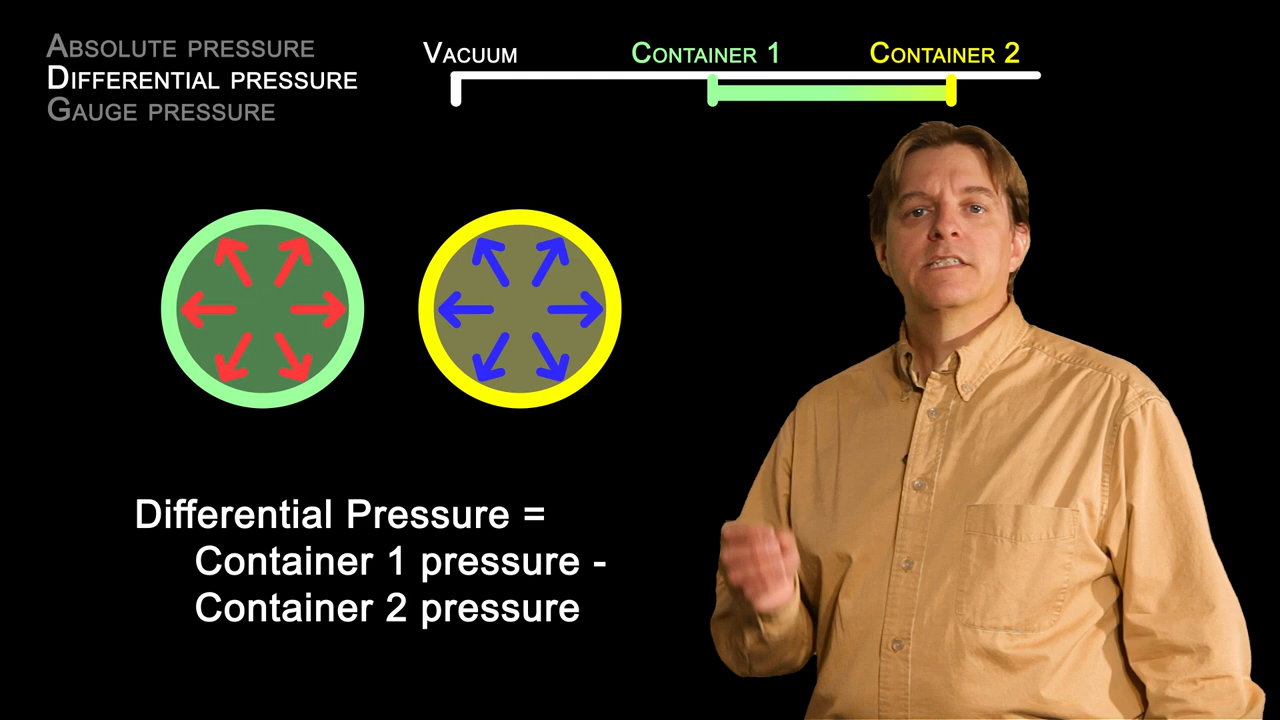 Absolute pressure
Differential pressure
Gauge pressure
Vacuum
Container 1
Container 2
Differential Pressure =
Container 1 pressure -
Container 2 pressure